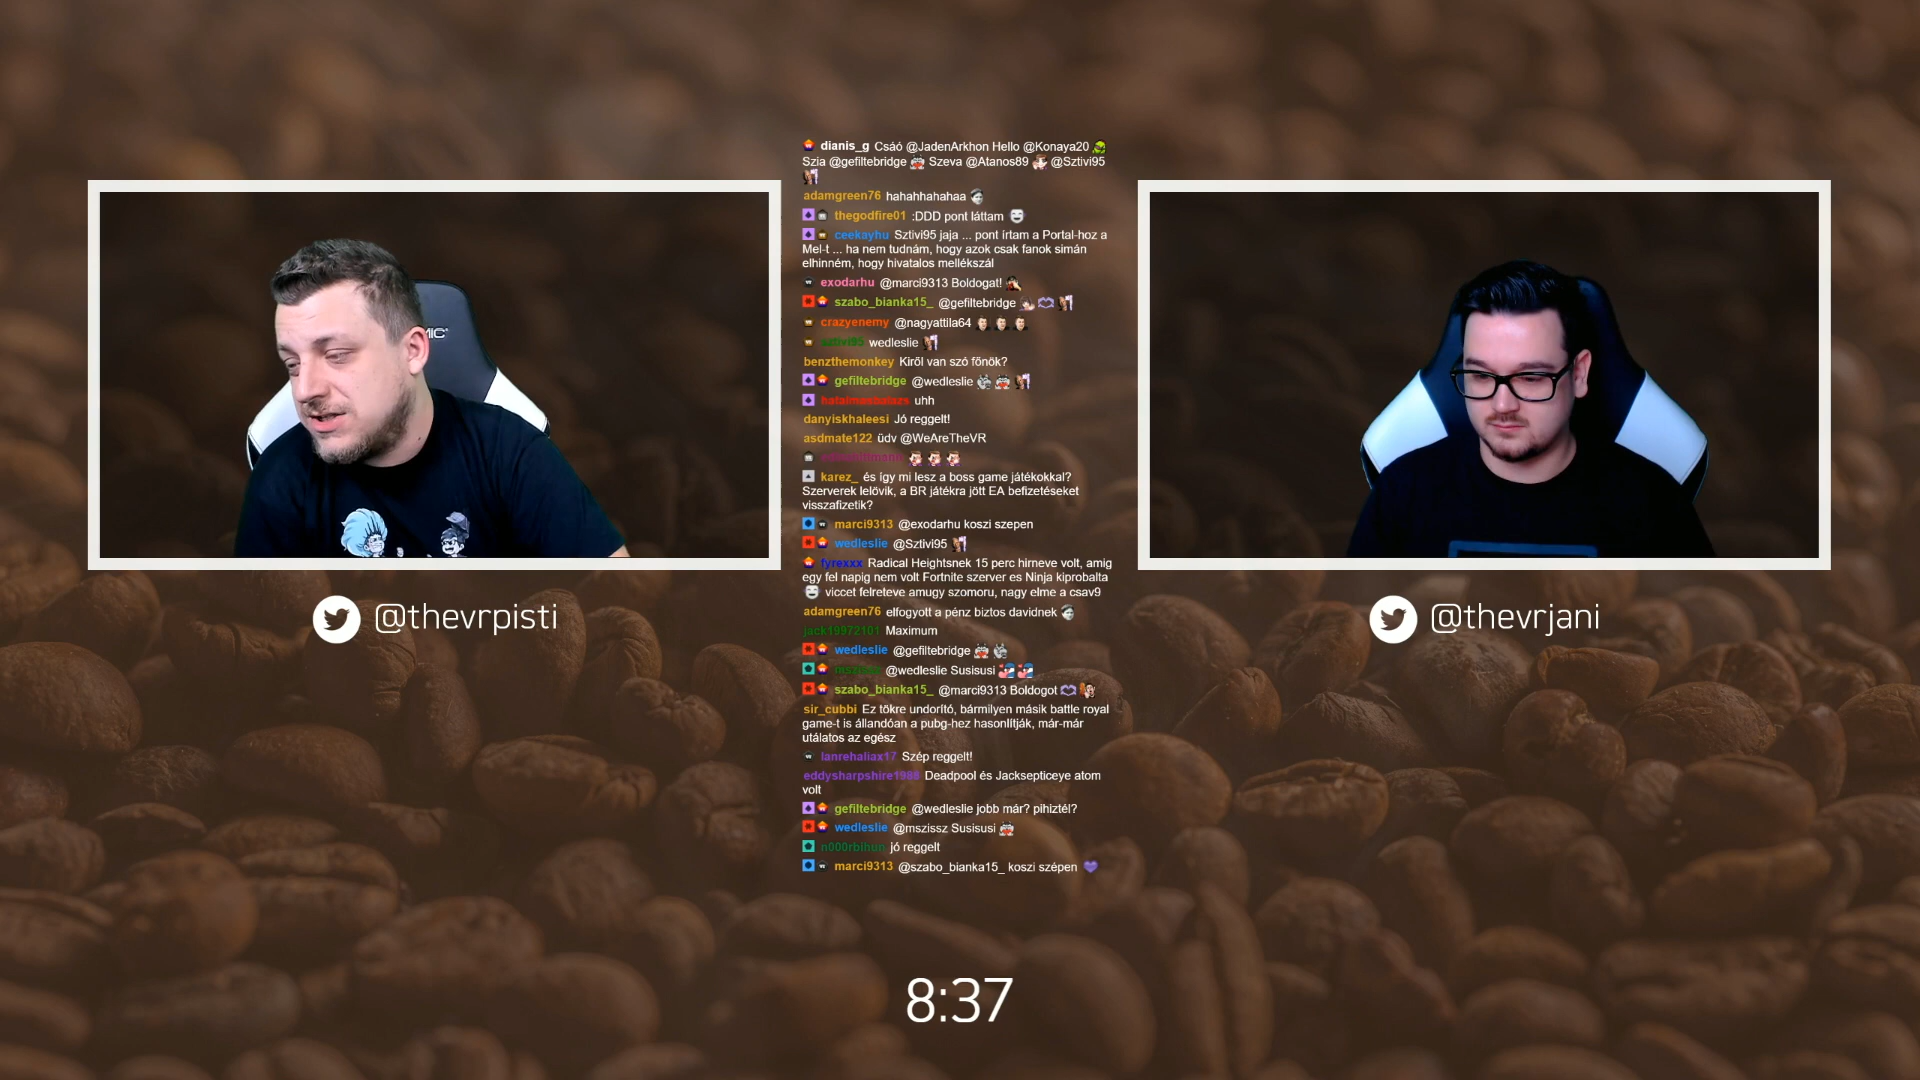 dianis_g Csáó @JadenArkhon Hello @Konaya20
Szia @gefiltebridge Szeva @Atanos89 @Sztivi95
adamgreen76 hahahhahahaa
thegodfire01 :DDD pont láttam
ceekayhu Sztivi95 jaja ... pont írtam a Portal-hoz a
Mel-t ... ha nem tudnám, hogy azok csak fanok simán
elhinném, hogy hivatalos mellékszál
exodarhu @marci9313 Boldogat!
szabo_bianka15_ @gefiltebridge
crazyenemy @nagyattila64
sztivi95 wedleslie
benzthemonkey Kiről van szó főnök?
gefiltebridge @wedleslie
hatalmasbalazs uhh
danyiskhaleesi Jó reggelt!
asdmate122 üdv @WeAreTheVR
karez_ és így mi lesz a boss game játékokkal?
Szerverek lelövik, a BR játékra jött EA befizetéseket
visszafizetik?
marci9313 @exodarhu koszi szepen
wedleslie @Sztivi95
fyrexxx Radical Heightsnek 15 perc hirneve volt, amig
egy fel napig nem volt Fortnite szerver es Ninja kiprobalta
viccet felreteve amugy szomoru, nagy elme a csav9
adamgreen76 elfogyott a pénz biztos davidnek
jack19972101 Maximum
wedleslie @gefiltebridge
mszissz @wedleslie Susisusi
szabo_bianka15_ @marci9313 Boldogot
sir_cubbi Ez tökre undorító, bármilyen másik battle royal
game-t is állandóan a pubg-hez hasonlítják, már-már
utálatos az egész
lanrehaliax17 Szép reggelt!
eddysharpshire1988 Deadpool és Jacksepticeye atom
volt
gefiltebridge @wedleslie jobb már? pihiztél?
wedleslie @mszissz Susisusi
n000rbihun jó reggelt
marci9313 @szabo_bianka15_ koszi szépen
@thevrpisti
@thevrjani
8:37